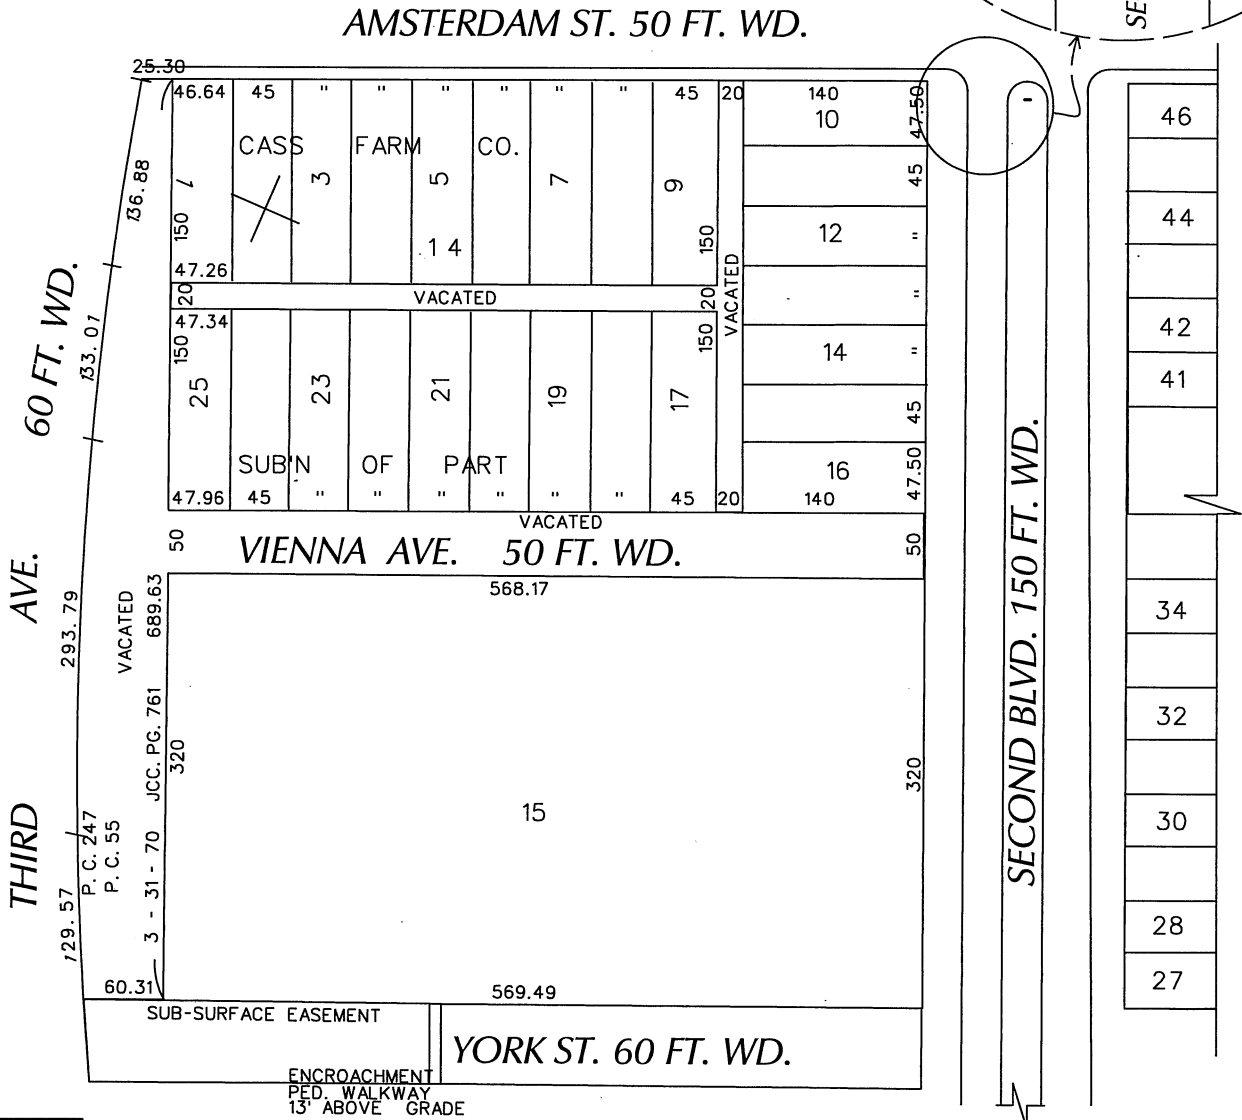 AMSTERDAM ST. 50 FT. WD.
SE
25.30
46.64 45 " " " " " " 45 20 140
47.50
10
46
CASS FARM CO.
136.88
1 3 5 7 9
45
150
150
12 "
44
14
47.26
VACATED
20
20
VACATED
"
60 FT. WD.
47.34
133.01
150
150
14 "
42
41
25 23 21 19 17
45
SUB'N OF PART
16
47.50
47.96 45 " " " " " " 45 20 140
VACATED
50
VIENNA AVE. 50 FT. WD.
50
568.17
SECOND BLVD. 150 FT. WD.
THIRD AVE.
293.79
VACATED
689.63
34
32
3 - 31 - 70 JCC. PG. 761
320
320
15
30
P. C. 247
P. C. 55
129.57
28
27
60.31
569.49
SUB-SURFACE EASEMENT
YORK ST. 60 FT. WD.
ENCROACHMENT
PED. WALKWAY
13' ABOVE GRADE